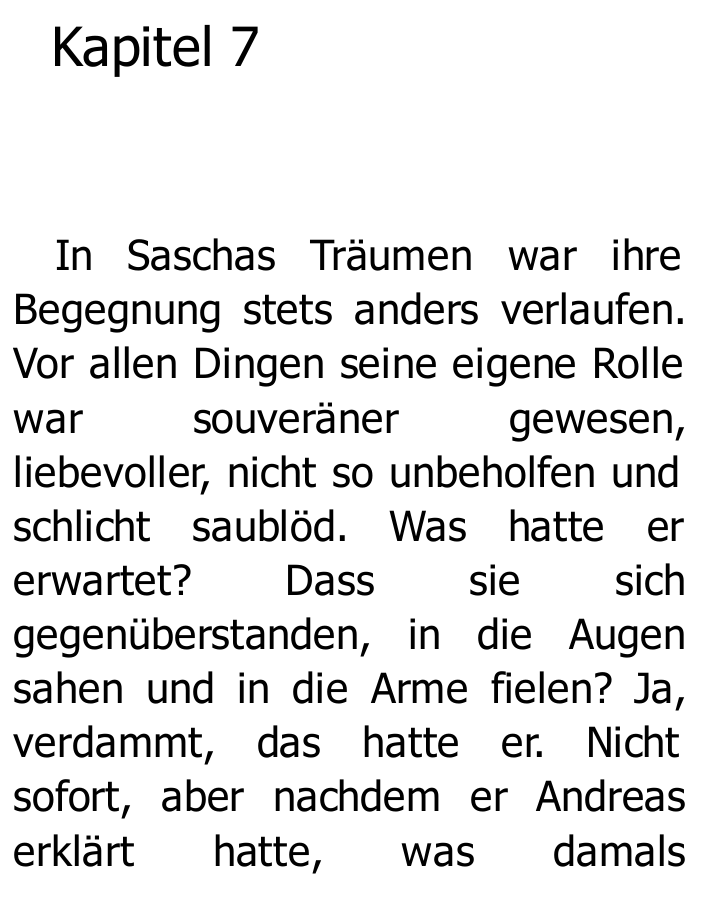 Kapitel 7
In Saschas Träumen war ihre
Begegnung stets anders verlaufen.
Vor allen Dingen seine eigene Rolle
war souveräner gewesen,
liebevoller, nicht so unbeholfen und
schlicht saublöd. Was hatte er
erwartet? Dass sie sich
gegenüberstanden, in die Augen
sahen und in die Arme fielen? Ja,
verdammt, das hatte er. Nicht
sofort, aber nachdem er Andreas
erklärt hatte, was damals